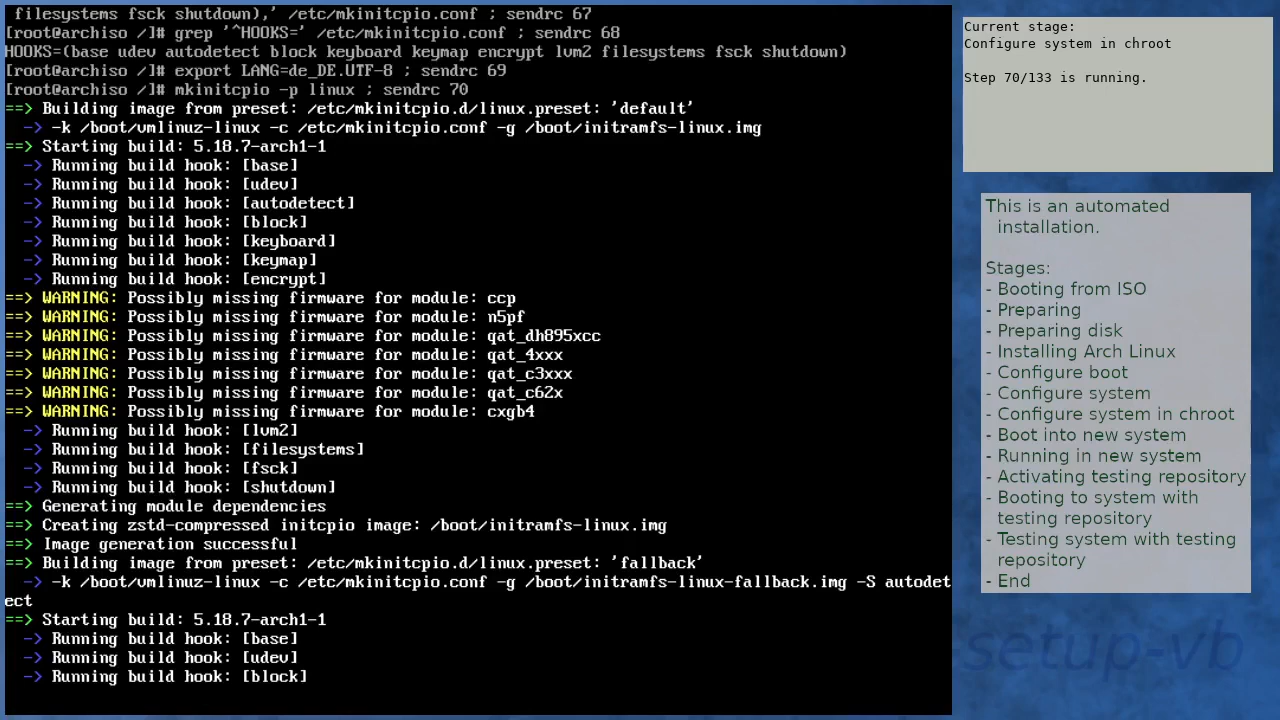 filesystems fsck shutdown),' /etc/mkinitcpio.conf ; sendrc 67
[root@archiso /]# grep '^HOOKS=' /etc/mkinitcpio.conf ; sendrc 68
HOOKS=(base udev autodetect block keyboard keymap encrypt lvm2 filesystems fsck shutdown)
[root@archiso /]# export LANG=de_DE.UTF-8 ; sendrc 69
[root@archiso /]# mkinitcpio -p linux ; sendrc 70
==> Building image from preset: /etc/mkinitcpio.d/linux.preset: 'default'
  -> -k /boot/vmlinuz-linux -c /etc/mkinitcpio.conf -g /boot/initramfs-linux.img
==> Starting build: 5.18.7-arch1-1
  -> Running build hook: [base]
  -> Running build hook: [udev]
  -> Running build hook: [autodetect]
  -> Running build hook: [block]
  -> Running build hook: [keyboard]
  -> Running build hook: [keymap]
  -> Running build hook: [encrypt]
==> WARNING: Possibly missing firmware for module: ccp
==> WARNING: Possibly missing firmware for module: n5pf
==> WARNING: Possibly missing firmware for module: qat_dh895xcc
==> WARNING: Possibly missing firmware for module: qat_4xxx
==> WARNING: Possibly missing firmware for module: qat_c3xxx
==> WARNING: Possibly missing firmware for module: qat_c62x
==> WARNING: Possibly missing firmware for module: cxgb4
  -> Running build hook: [lvm2]
  -> Running build hook: [filesystems]
  -> Running build hook: [fsck]
  -> Running build hook: [shutdown]
==> Generating module dependencies
==> Creating zstd-compressed initcpio image: /boot/initramfs-linux.img
==> Image generation successful
==> Building image from preset: /etc/mkinitcpio.d/linux.preset: 'fallback'
  -> -k /boot/vmlinuz-linux -c /etc/mkinitcpio.conf -g /boot/initramfs-linux-fallback.img -S autodet
ect
==> Starting build: 5.18.7-arch1-1
  -> Running build hook: [base]
  -> Running build hook: [udev]
  -> Running build hook: [block]
Current stage:
Configure system in chroot
Step 70/133 is running.
This is an automated
installation.
Stages:
- Booting from ISO
- Preparing
- Preparing disk
- Installing Arch Linux
- Configure boot
- Configure system
- Configure system in chroot
- Boot into new system
- Running in new system
- Activating testing repository
- Booting to system with
testing repository
- Testing system with testing
repository
- End
-setup-vb